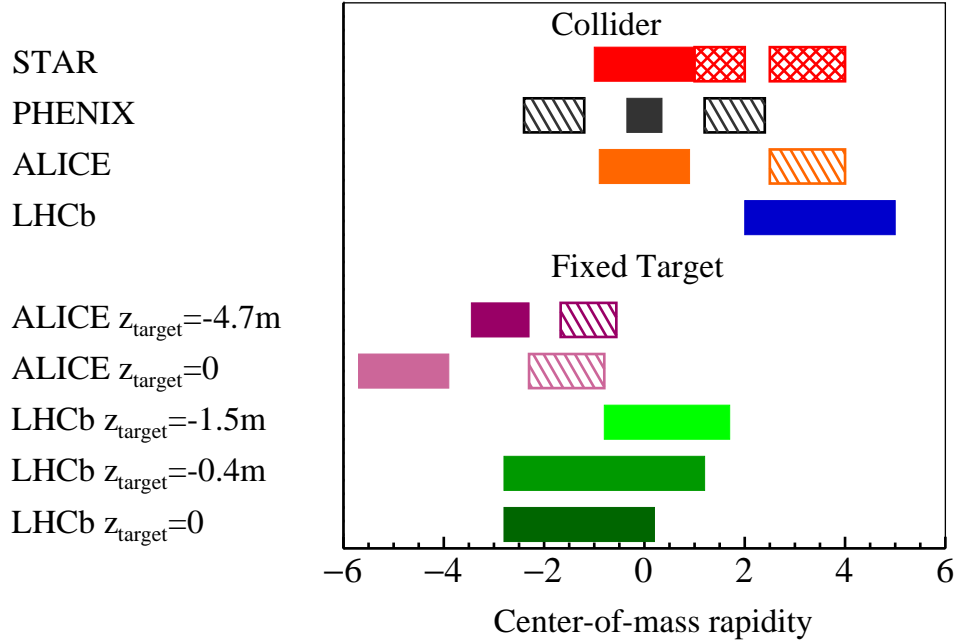 Collider
STAR
PHENIX
ALICE
LHCb
Fixed Target
ALICE z_target=-4.7m
ALICE z_target=0
LHCb z_target=-1.5m
LHCb z_target=-0.4m
LHCb z_target=0
−6 −4 −2 0 2 4 6
Center-of-mass rapidity